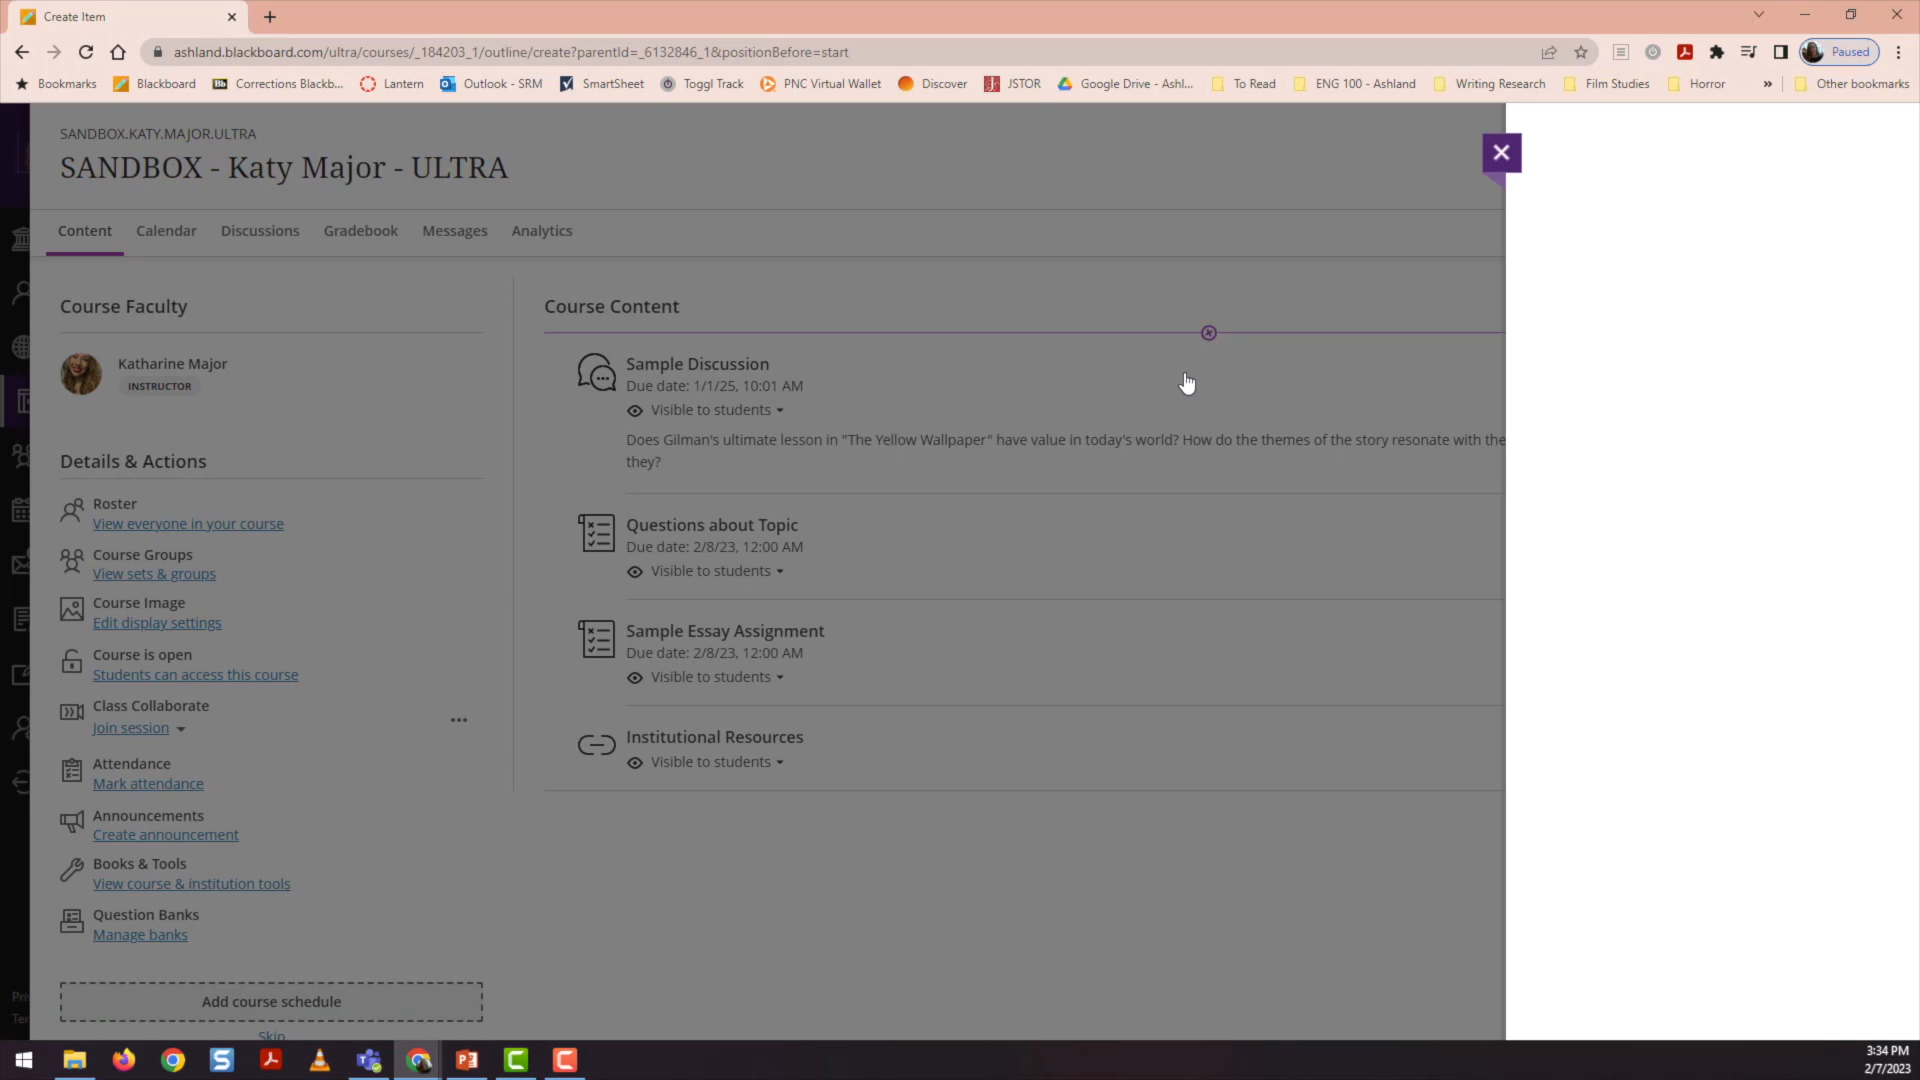 Create Item
ashland.blackboard.com/ultra/courses/_184203_1/outline/create?parentId=_6132846_1&positionBefore=start
Paused
Bookmarks
Blackboard
Corrections Blackb...
Lantern
Outlook - SRM
SmartSheet
Toggl Track
PNC Virtual Wallet
Discover
JSTOR
Google Drive - Ashl...
To Read
ENG 100 - Ashland
Writing Research
Film Studies
Horror
»
Other bookmarks
SANDBOX.KATY.MAJOR.ULTRA
SANDBOX - Katy Major - ULTRA
Content
Calendar
Discussions
Gradebook
Messages
Analytics
Course Faculty
Katharine Major
INSTRUCTOR
Details & Actions
Roster
View everyone in your course
Course Groups
View sets & groups
Course Image
Edit display settings
Course is open
Students can access this course
Class Collaborate
Join session
Attendance
Mark attendance
Announcements
Create announcement
Books & Tools
View course & institution tools
Question Banks
Manage banks
Add course schedule
Skip
Course Content
Sample Discussion
Due date: 1/1/25, 10:01 AM
Visible to students
Does Gilman's ultimate lesson in "The Yellow Wallpaper" have value in today's world? How do the themes of the story resonate with the
they?
Questions about Topic
Due date: 2/8/23, 12:00 AM
Visible to students
Sample Essay Assignment
Due date: 2/8/23, 12:00 AM
Visible to students
Institutional Resources
Visible to students
3:34 PM
2/7/2023